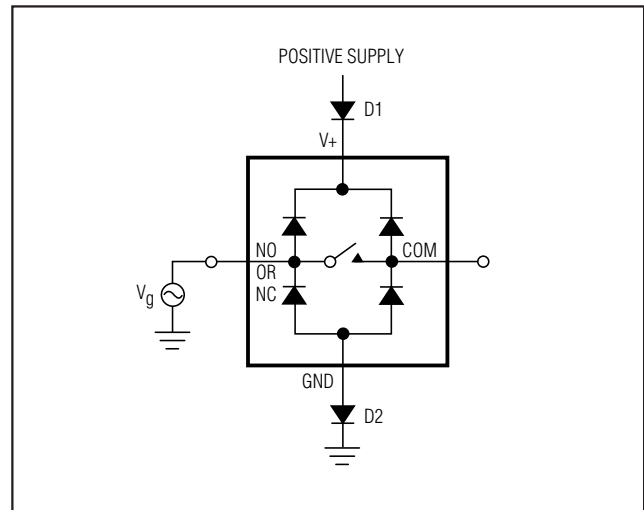 POSITIVE SUPPLY
D1
V+
NO
COM
OR
NC
Vg
GND
D2